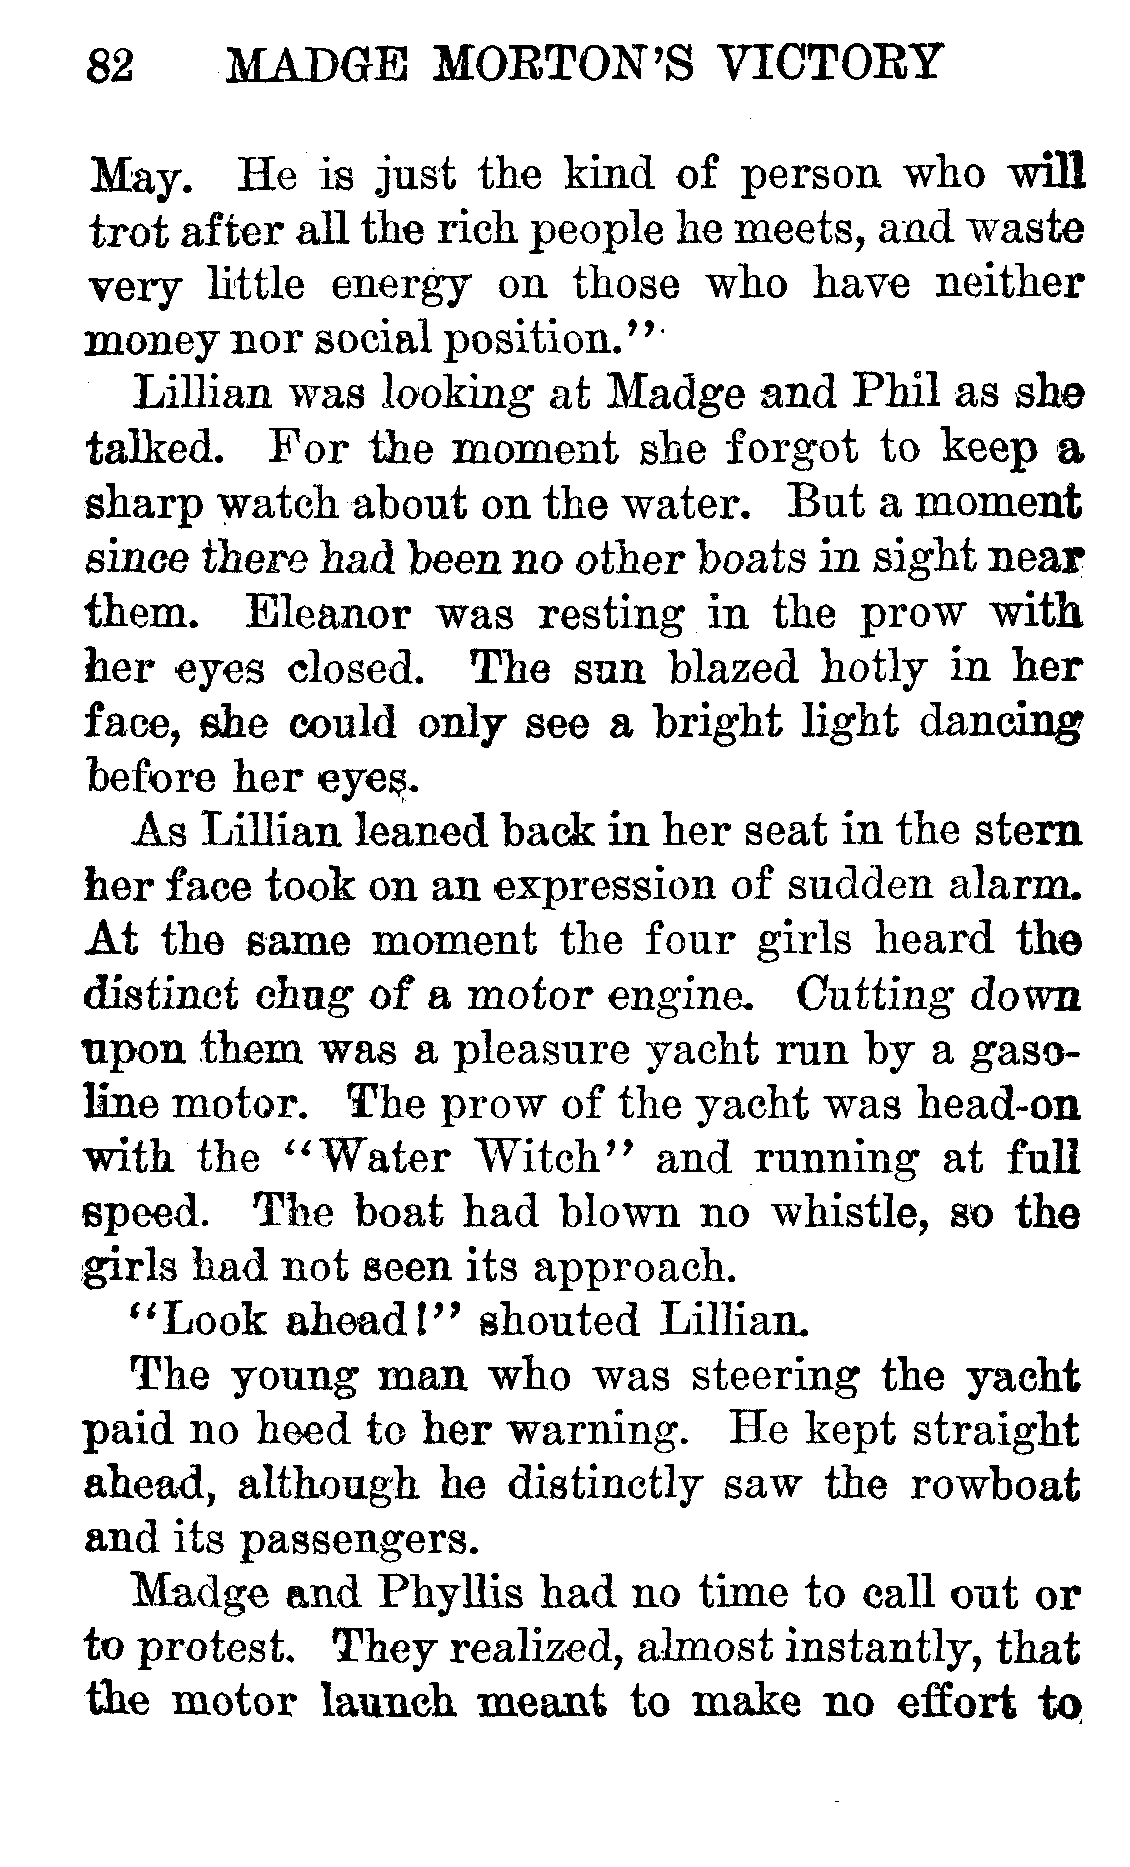 82 MADGE MORTON'S VICTORY
May. He is just the kind of person who will
trot after all the rich people he meets, and waste
very little energy on those who have neither
money nor social position."
Lillian was looking at Madge and Phil as she
talked. For the moment she forgot to keep a
sharp watch about on the water. But a moment
since there had been no other boats in sight near
them. Eleanor was resting in the prow with
her eyes closed. The sun blazed hotly in her
face, she could only see a bright light dancing
before her eyes.
As Lillian leaned back in her seat in the stern
her face took on an expression of sudden alarm.
At the same moment the four girls heard the
distinct chug of a motor engine. Cutting down
upon them was a pleasure yacht run by a gaso-
line motor. The prow of the yacht was head-on
with the "Water Witch" and running at full
speed. The boat had blown no whistle, so the
girls had not seen its approach.
"Look ahead!" shouted Lillian.
The young man who was steering the yacht
paid no heed to her warning. He kept straight
ahead, although he distinctly saw the rowboat
and its passengers.
Madge and Phyllis had no time to call out or
to protest. They realized, almost instantly, that
the motor launch meant to make no effort to